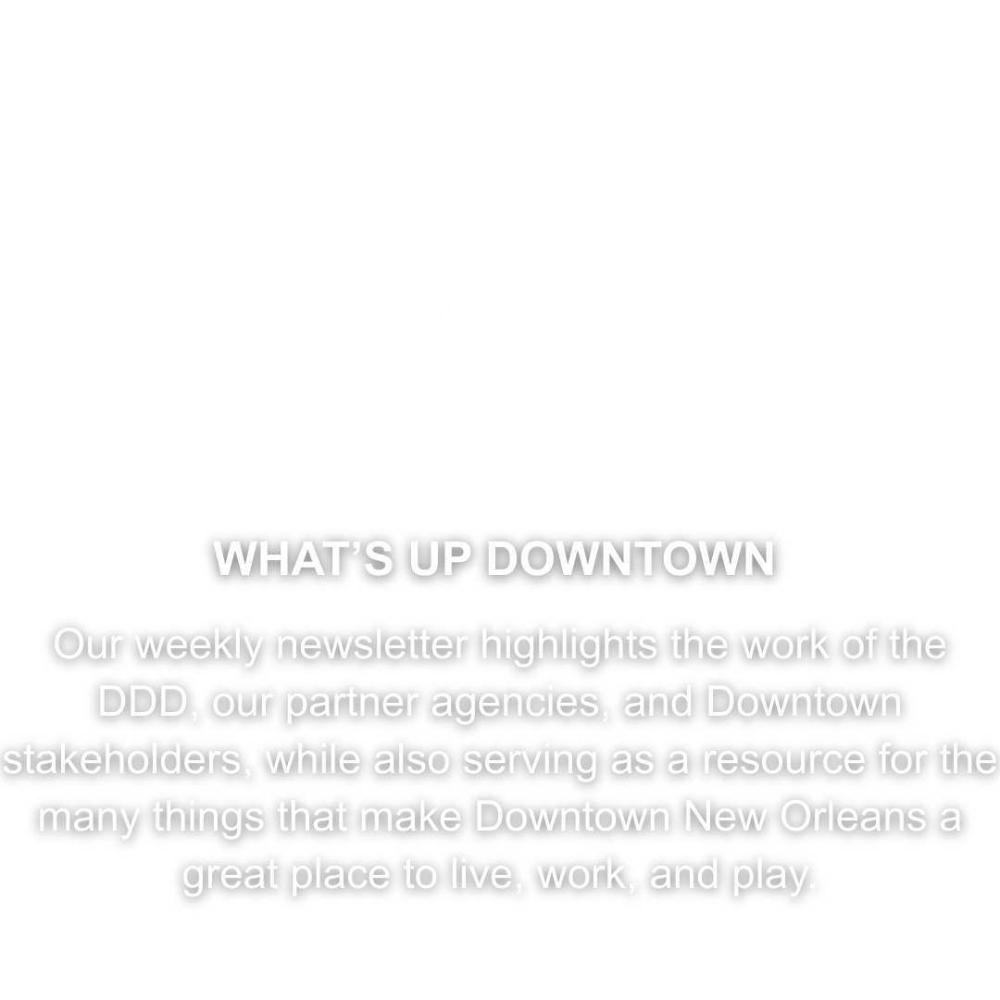 WHAT’S UP DOWNTOWN
Our weekly newsletter highlights the work of the
DDD, our partner agencies, and Downtown
stakeholders, while also serving as a resource for the
many things that make Downtown New Orleans a
great place to live, work, and play.